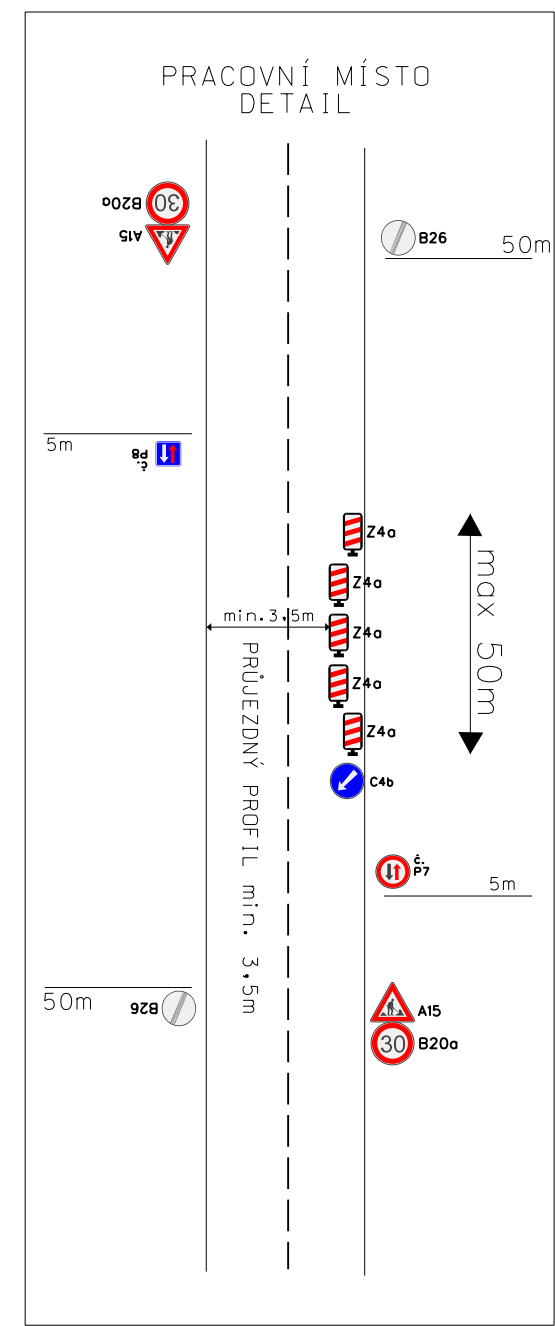 PRACOVNÍ MÍSTO
DETAIL
B20a
30
A15
B26
50m
5m
č.
P8
Z4a
Z4a
min.3,5m
Z4a
max 50m
Z4a
Z4a
PRŮJEZDNÝ PROFIL min. 3,5m
C4b
č.
P7
5m
50m
B26
A15
30
B20a